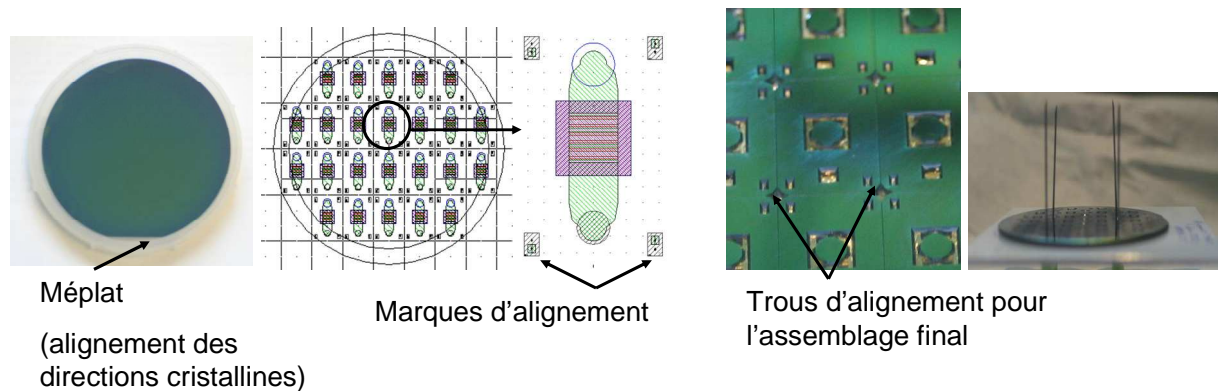 Méplat
(alignement des
directions cristallines)
Marques d'alignement
Trous d'alignement pour
l'assemblage final